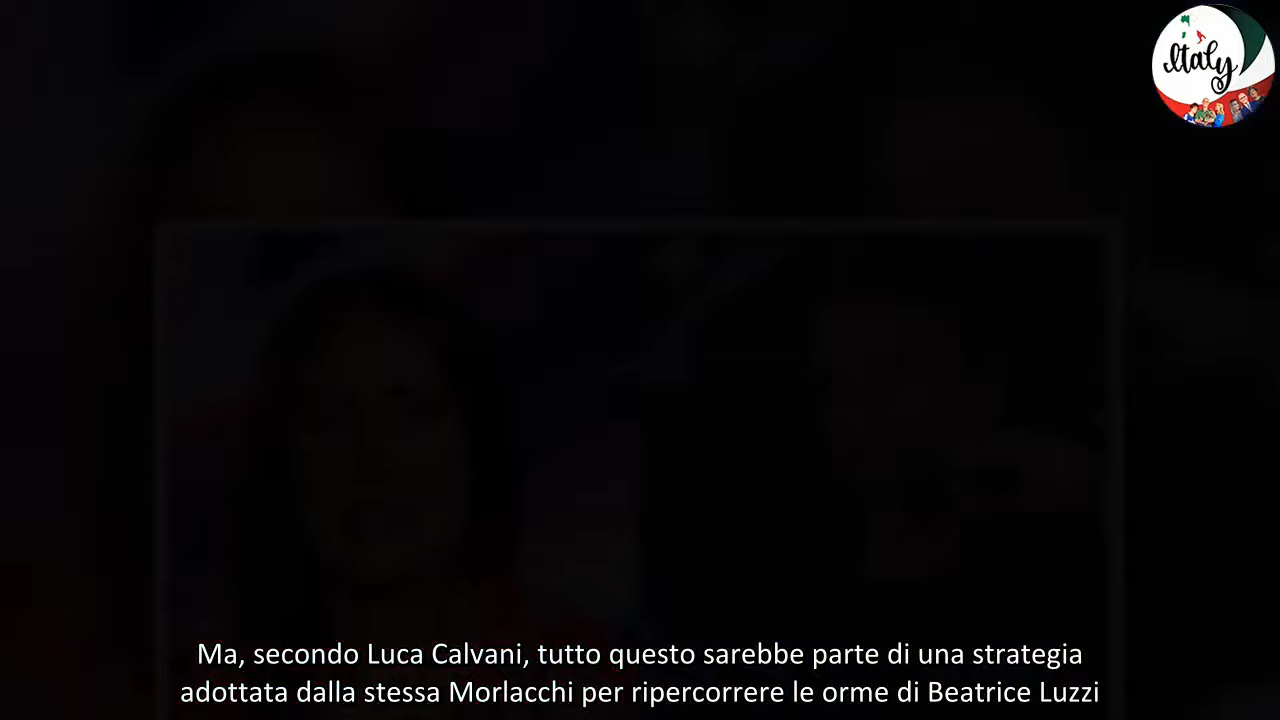 Italy
Ma, secondo Luca Calvani, tutto questo sarebbe parte di una strategia
adottata dalla stessa Morlacchi per ripercorrere le orme di Beatrice Luzzi